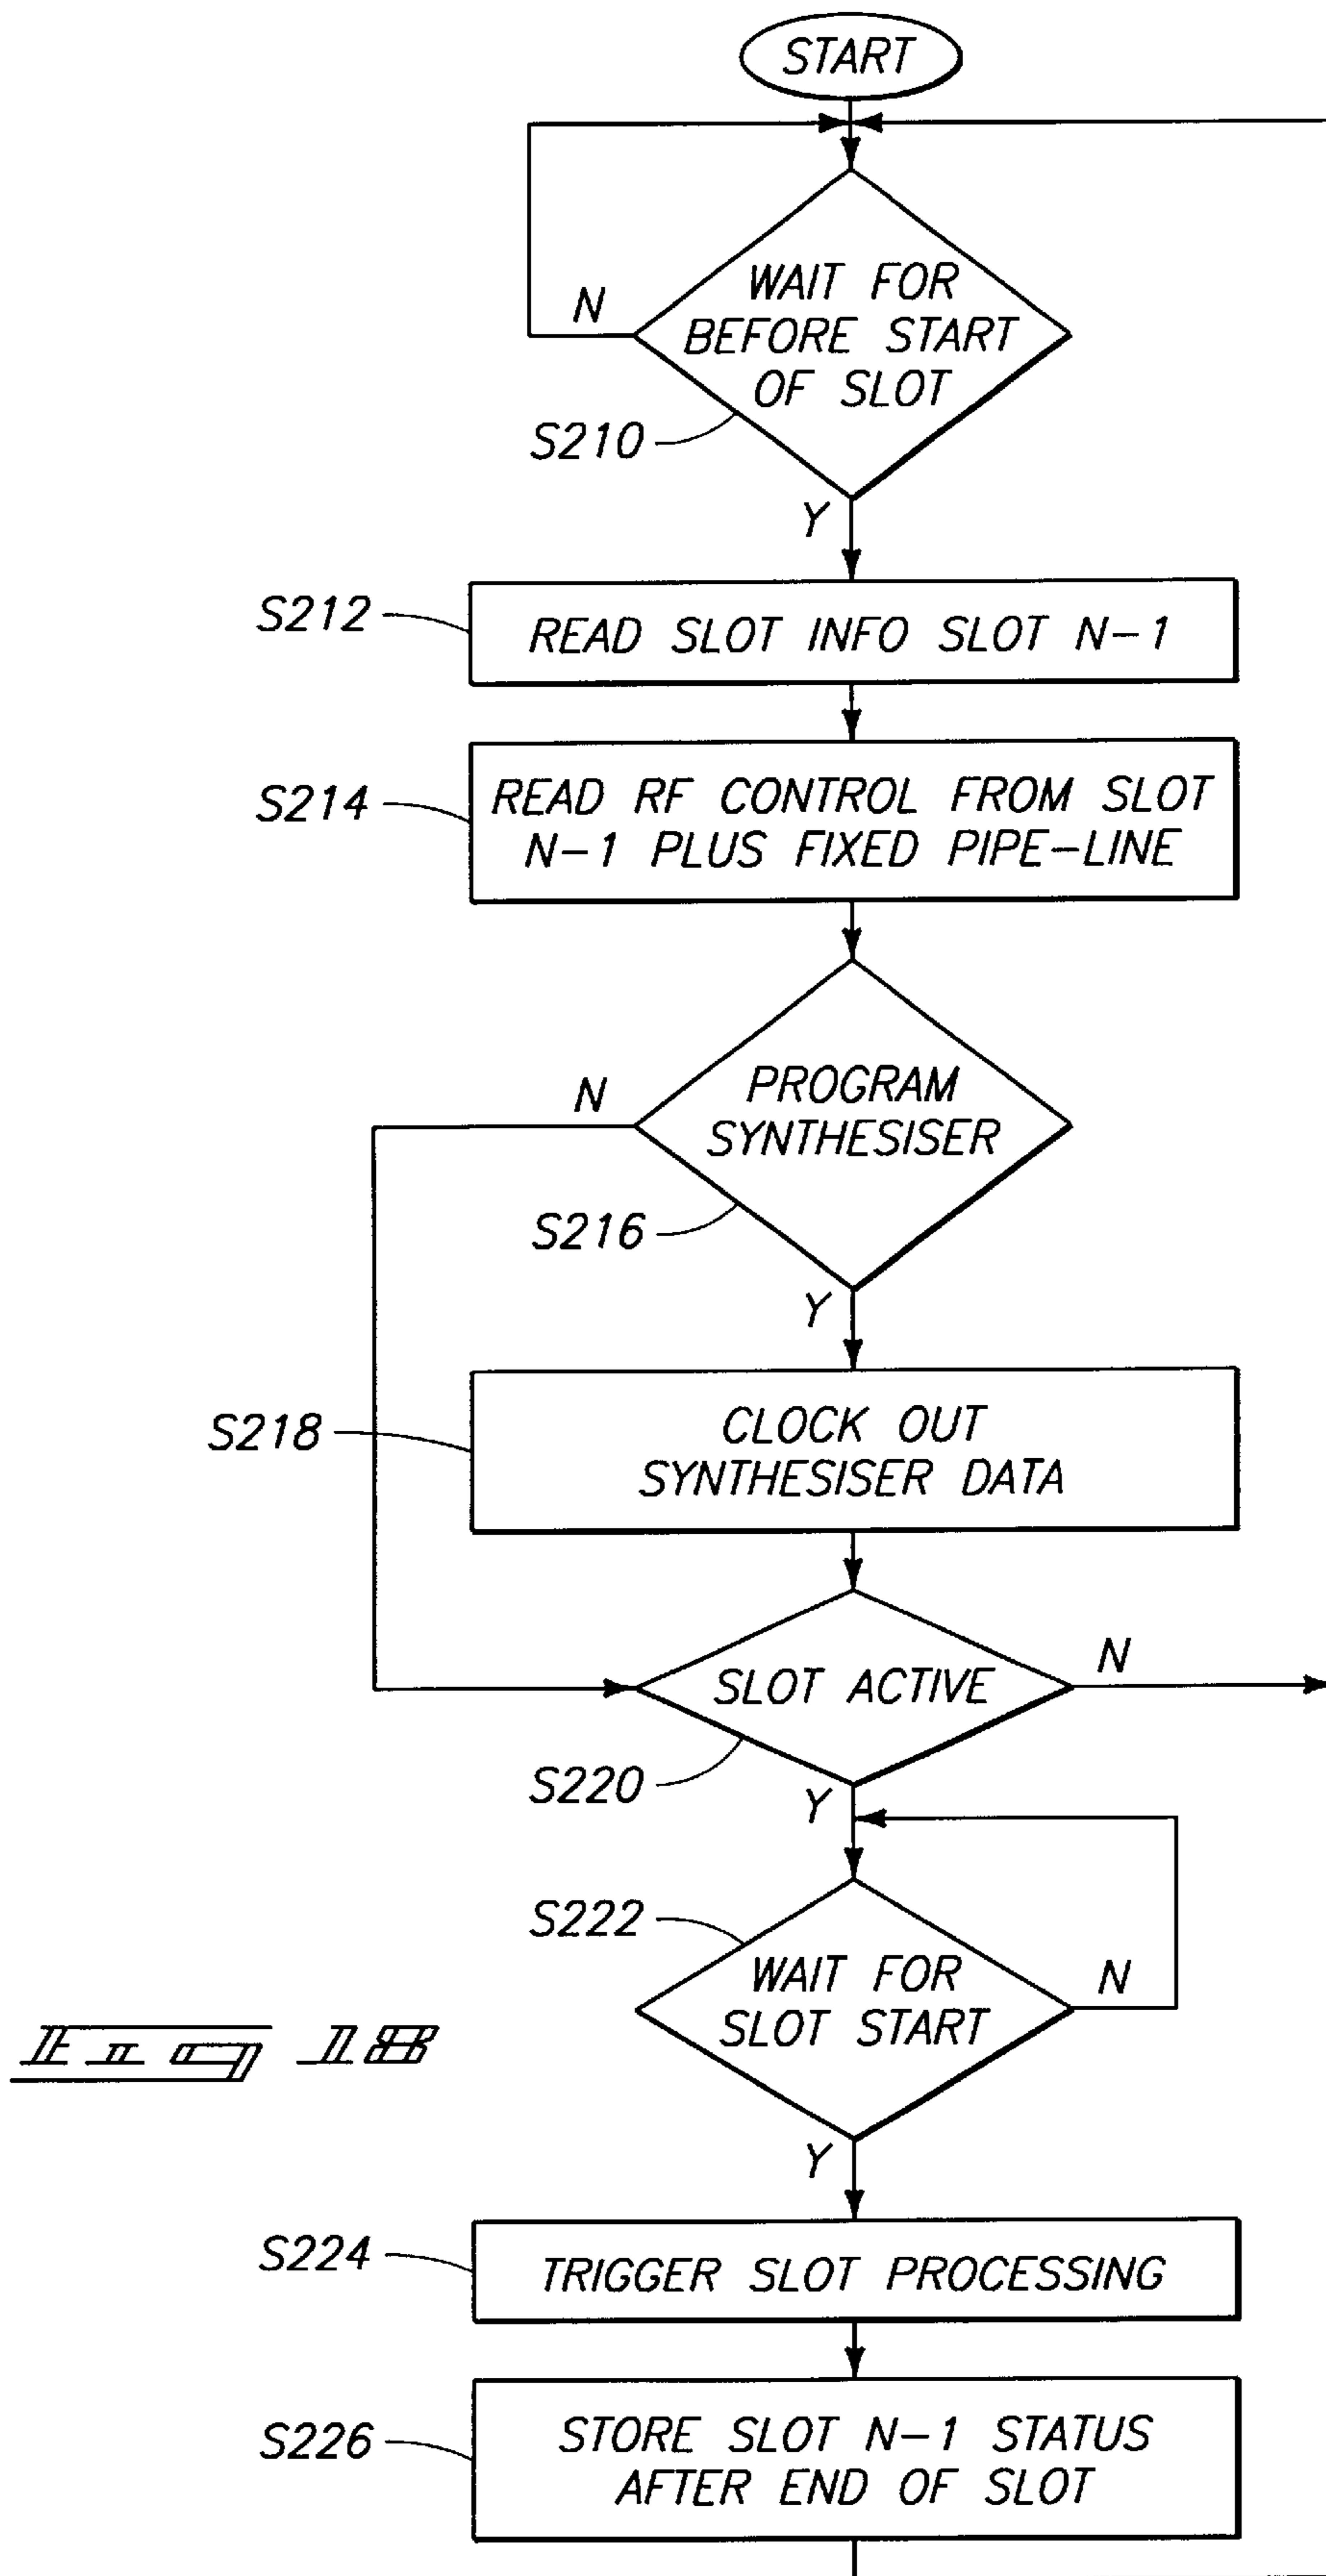 START
WAIT FOR
BEFORE START
OF SLOT
N
S210
Y
S212
READ SLOT INFO SLOT N-1
S214
READ RF CONTROL FROM SLOT
N-1 PLUS FIXED PIPE-LINE
N
PROGRAM
SYNTHESISER
S216
Y
S218
CLOCK OUT
SYNTHESISER DATA
SLOT ACTIVE
N
S220
Y
S222
WAIT FOR
SLOT START
N
Fig 18
Y
S224
TRIGGER SLOT PROCESSING
S226
STORE SLOT N-1 STATUS
AFTER END OF SLOT